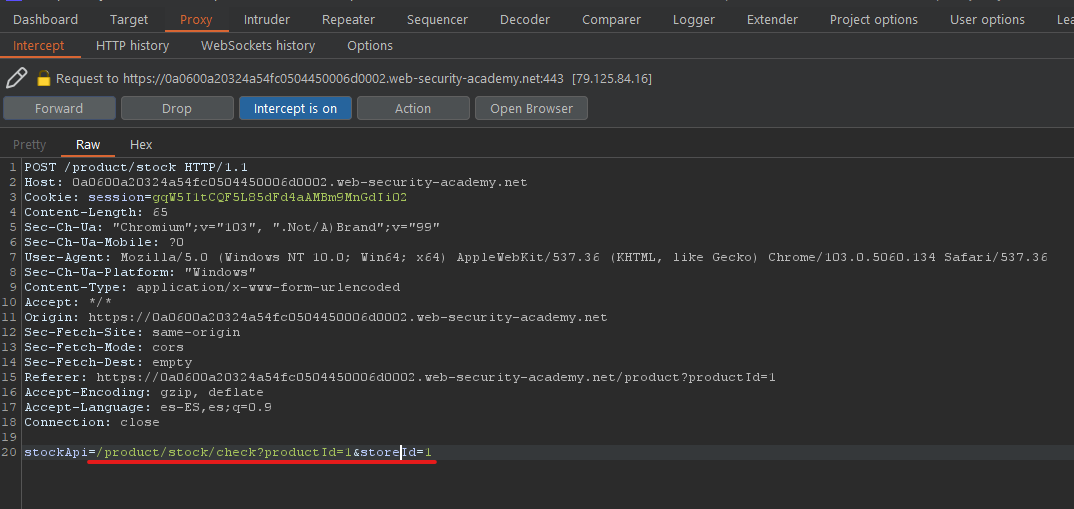 Dashboard Target Proxy Intruder Repeater Sequencer Decoder Comparer Logger Extender Project options User options Lea
Intercept HTTP history WebSockets history Options
Request to https://0a0600a20324a54fc0504450006d0002.web-security-academy.net:443 [79.125.84.16]
Forward Drop Intercept is on Action Open Browser
Pretty Raw Hex
1 POST /product/stock HTTP/1.1
2 Host: 0a0600a20324a54fc0504450006d0002.web-security-academy.net
3 Cookie: session=gqW5I1tCQF5L85dFd4aAMBm9MnGdIiO2
4 Content-Length: 65
5 Sec-Ch-Ua: "Chromium";v="103", ".Not/A)Brand";v="99"
6 Sec-Ch-Ua-Mobile: ?0
7 User-Agent: Mozilla/5.0 (Windows NT 10.0; Win64; x64) AppleWebKit/537.36 (KHTML, like Gecko) Chrome/103.0.5060.134 Safari/537.36
8 Sec-Ch-Ua-Platform: "Windows"
9 Content-Type: application/x-www-form-urlencoded
10 Accept: */*
11 Origin: https://0a0600a20324a54fc0504450006d0002.web-security-academy.net
12 Sec-Fetch-Site: same-origin
13 Sec-Fetch-Mode: cors
14 Sec-Fetch-Dest: empty
15 Referer: https://0a0600a20324a54fc0504450006d0002.web-security-academy.net/product?productId=1
16 Accept-Encoding: gzip, deflate
17 Accept-Language: es-ES,es;q=0.9
18 Connection: close
19
20 stockApi=/product/stock/check?productId=1&storeId=1